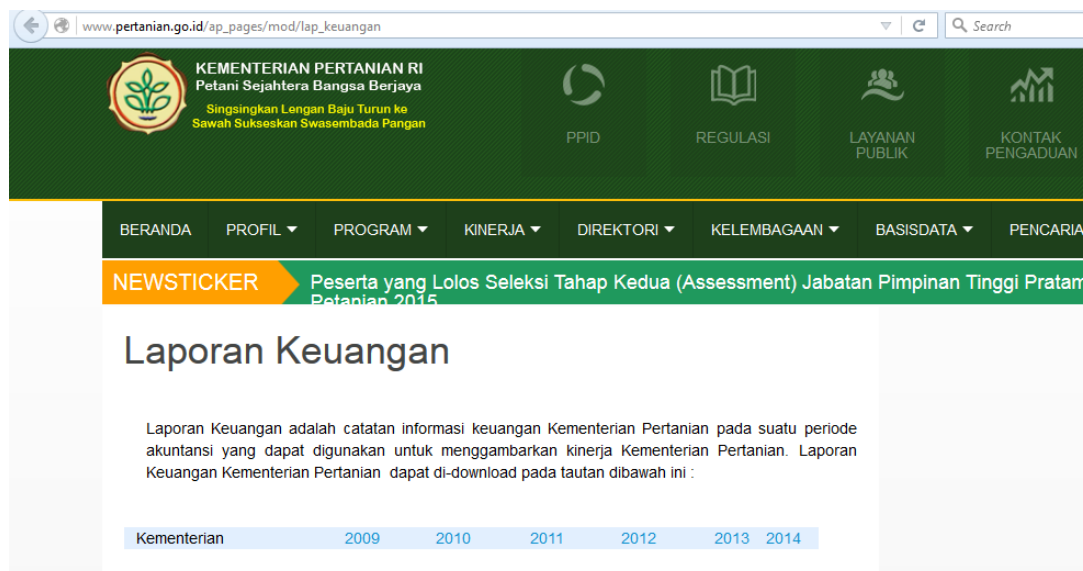 www.pertanian.go.id/ap_pages/mod/lap_keuangan
Search
KEMENTERIAN PERTANIAN RI
Petani Sejahtera Bangsa Berjaya
Singsingkan Lengan Baju Turun ke
Sawah Sukseskan Swasembada Pangan
PPID
REGULASI
LAYANAN
PUBLIK
KONTAK
PENGADUAN
BERANDA PROFIL PROGRAM KINERJA DIREKTORI KELEMBAGAAN BASISDATA PENCARIA
NEWSTICKER
Peserta yang Lolos Seleksi Tahap Kedua (Assessment) Jabatan Pimpinan Tinggi Pratam
Petanian 2015
Laporan Keuangan
Laporan Keuangan adalah catatan informasi keuangan Kementerian Pertanian pada suatu periode
akuntansi yang dapat digunakan untuk menggambarkan kinerja Kementerian Pertanian. Laporan
Keuangan Kementerian Pertanian dapat di-download pada tautan dibawah ini :
Kementerian 2009 2010 2011 2012 2013 2014